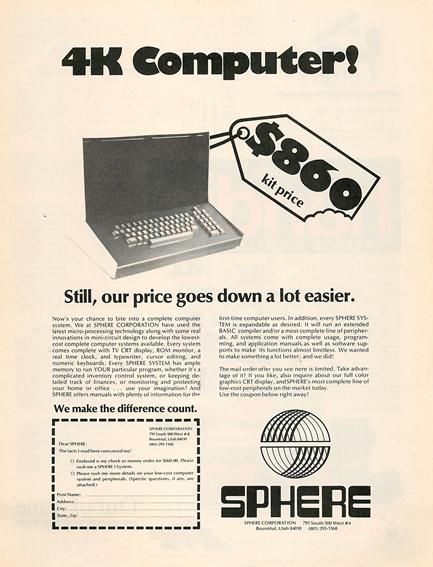 4K Computer!
$860
kit price
Still, our price goes down a lot easier.
Now's your chance to bite into a complete computer
system. We at SPHERE CORPORATION have used the
latest micro-processing technology along with some real
innovations in mini-circuit design to develop the lowest-
cost complete computer systems available. Every system
comes complete with TV CRT display, ROM monitor, a
real time clock, and typewriter, cursor editing, and
numeric keyboards. Every SPHERE SYSTEM has ample
memory to run YOUR particular program, whether it's a
complicated inventory control system, or keeping de-
tailed track of finances, or monitoring and protecting
your home or office . . . use your imagination! And
SPHERE offers manuals with plenty of information for the
first-time computer users. In addition, every SPHERE SYS-
TEM is expandable as desired. It will run an extended
BASIC compiler and/or a most complete line of peripher-
als. All systems come with complete usage, program-
ming, and application manuals, as well as software sup-
ports to make its functions almost limitless. We wanted
to make something a lot better; and we did!
The mail order offer you see here is limited. Take advan-
tage of it! If you like, also inquire about our full color
graphics CRT display, and SPHERE's most complete line of
low-cost peripherals on the market today.
Use the coupon below right away!
We make the difference count.
SPHERE CORPORATION
791 South 500 West #4
Bountiful, Utah 84010
(801) 295-1368
Dear SPHERE:
The facts I read here convinced me!
☐ Enclosed is my check or money order for $860.00. Please
rush me a SPHERE I System.
☐ Please rush me more details on your low-cost computer
system and peripherals. (Specific questions, if any, are
attached.)
Print Name:
Address:
City:
State, Zip:
SPHERE
SPHERE CORPORATION 791 South 500 West #4
Bountiful, Utah 84010 (801) 295-1368